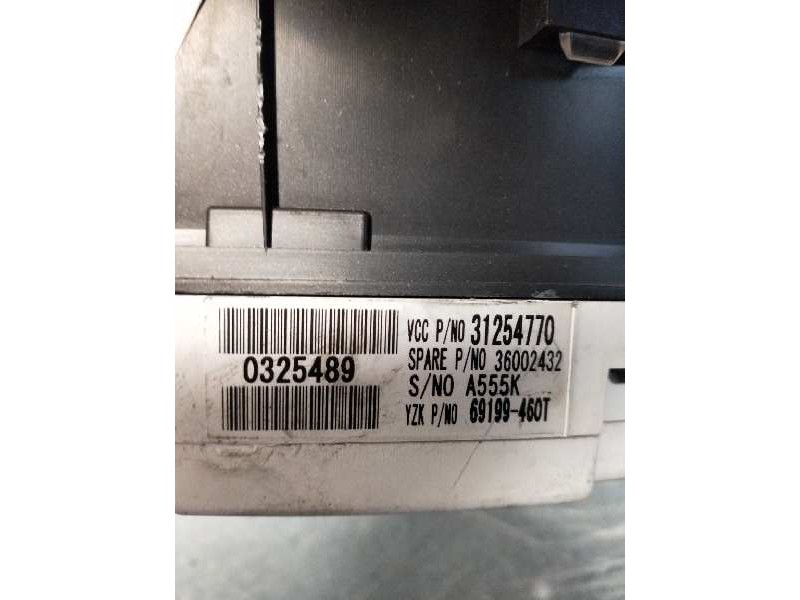 0325489
VCC P/NO 31254770
SPARE P/NO 36002432
S/NO A555K
YZK P/NO 69199-460T